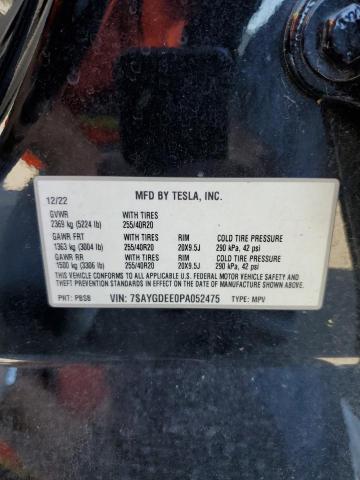 12/22 MFD BY TESLA, INC.
GVWR WITH TIRES
2369 kg (5224 lb) 255/40R20
GAWR FRT WITH TIRES RIM COLD TIRE PRESSURE
1363 kg (3004 lb) 255/40R20 20X9.5J 290 kPa, 42 psi
GAWR RR WITH TIRES RIM COLD TIRE PRESSURE
1500 kg (3306 lb) 255/40R20 20X9.5J 290 kPa, 42 psi
THIS VEHICLE CONFORMS TO ALL APPLICABLE U.S. FEDERAL MOTOR VEHICLE SAFETY AND
THEFT PREVENTION STANDARDS IN EFFECT ON THE DATE OF MANUFACTURE SHOWN ABOVE.
PNT: PBSB VIN: 7SAYGDEE0PA052475 TYPE: MPV